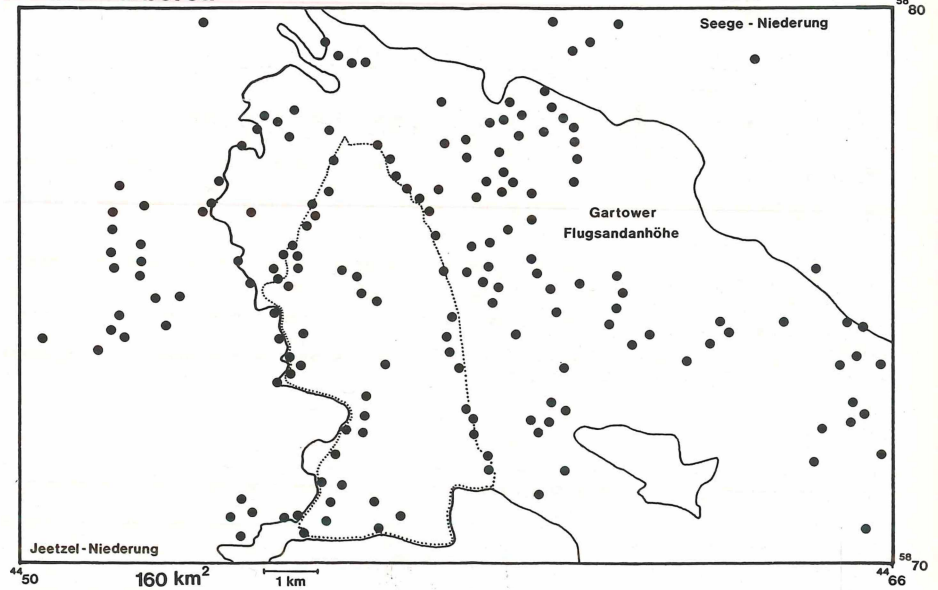 58 80
Seege - Niederung
Gartower
Flugsandanhöhe
Jeetzel - Niederung
44 50
160 km²
1 km
58 70
44 66